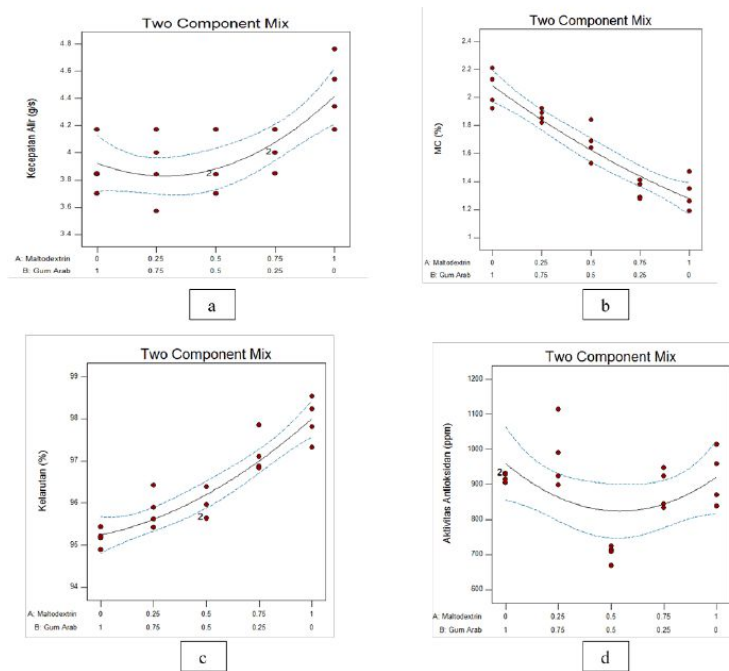 Two Component Mix
Kecepatan Alir (g/s)
4.8
4.6
4.4
4.2
4
3.8
3.6
3.4
2
2
A: Maltodextrin 0 0.25 0.5 0.75 1
B: Gum Arab 1 0.75 0.5 0.25 0
a
Two Component Mix
MC (%)
2.4
2.2
2
1.8
1.6
1.4
1.2
1
A: Maltodextrin 0 0.25 0.5 0.75 1
B: Gum Arab 1 0.75 0.5 0.25 0
b
Two Component Mix
Kelarutan (%)
99
98
97
96
95
94
2
A: Maltodextrin 0 0.25 0.5 0.75 1
B: Gum Arab 1 0.75 0.5 0.25 0
c
Two Component Mix
Aktivitas Antioksidan (ppm)
1200
1100
1000
900
800
700
600
2
A: Maltodextrin 0 0.25 0.5 0.75 1
B: Gum Arab 1 0.75 0.5 0.25 0
d